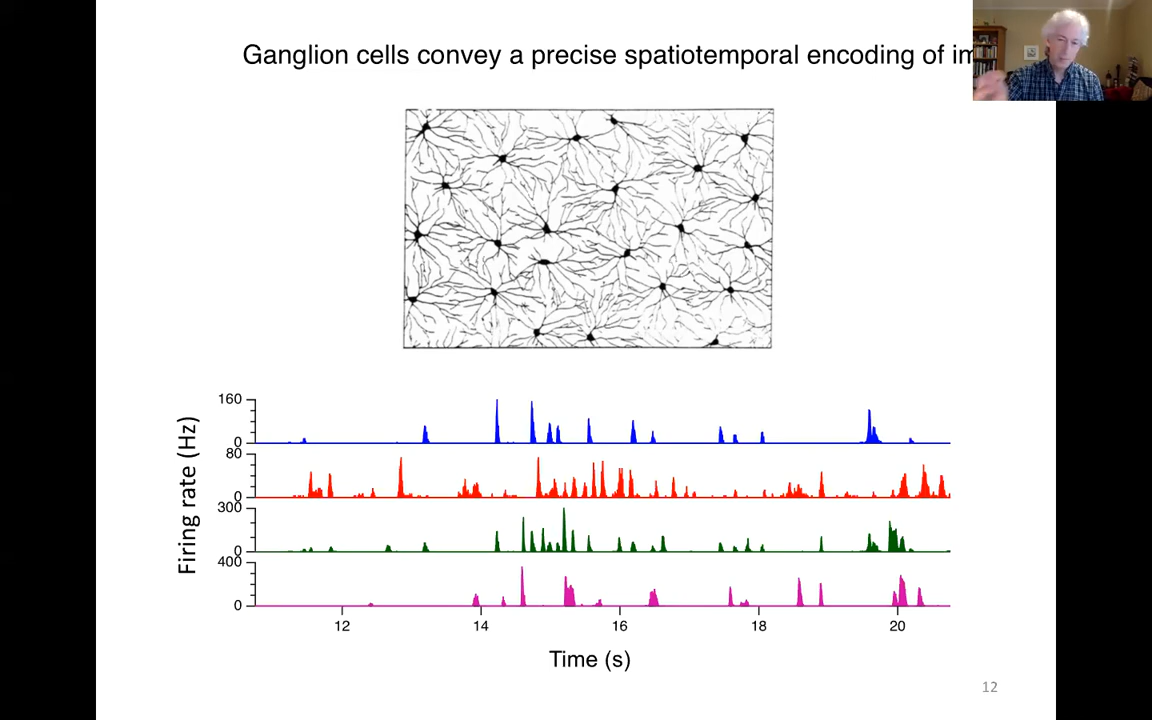 Ganglion cells convey a precise spatiotemporal encoding of im
160
0
80
0
300
0
400
0
Firing rate (Hz)
12 14 16 18 20
Time (s)
12